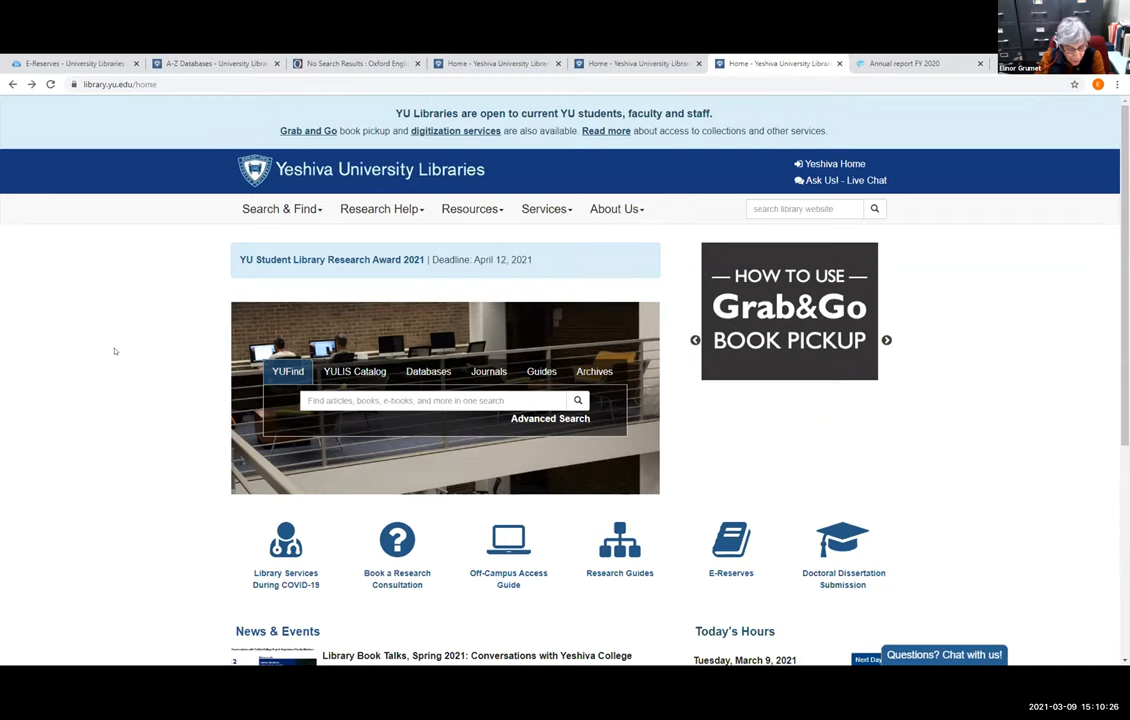 E-Reserves - University Libraries
A-Z Databases - University Libra
No Search Results : Oxford Engl
Home - Yeshiva University Librari
Home - Yeshiva University Librari
Home - Yeshiva University Librari
Annual report FY 2020
Elinor Grumet
library.yu.edu/home
YU Libraries are open to current YU students, faculty and staff.
Grab and Go book pickup and digitization services are also available. Read more about access to collections and other services.
Yeshiva University Libraries
Yeshiva Home
Ask Us! - Live Chat
Search & Find
Research Help
Resources
Services
About Us
search library website
YU Student Library Research Award 2021 | Deadline: April 12, 2021
— HOW TO USE —
Grab&Go
BOOK PICKUP
YUFind
YULIS Catalog
Databases
Journals
Guides
Archives
Find articles, books, e-books, and more in one search
Advanced Search
Library Services
During COVID-19
Book a Research
Consultation
Off-Campus Access
Guide
Research Guides
E-Reserves
Doctoral Dissertation
Submission
News & Events
Today's Hours
Library Book Talks, Spring 2021: Conversations with Yeshiva College
Tuesday, March 9, 2021
Next Day
Questions? Chat with us!
2021-03-09 15:10:26